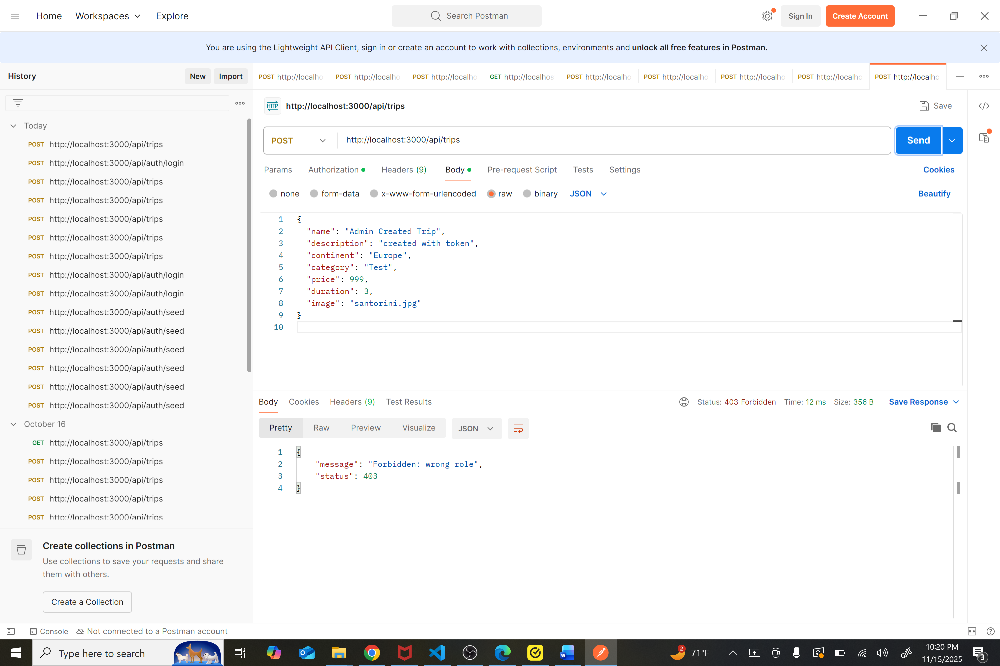 Home Workspaces Explore Search Postman Sign In Create Account
You are using the Lightweight API Client, sign in or create an account to work with collections, environments and unlock all free features in Postman.
History New Import
POST http://localho POST http://localho POST http://localho GET http://localhos POST http://localho POST http://localho POST http://localho POST http://localho POST http://localho
Today
POST http://localhost:3000/api/trips
POST http://localhost:3000/api/auth/login
POST http://localhost:3000/api/trips
POST http://localhost:3000/api/trips
POST http://localhost:3000/api/trips
POST http://localhost:3000/api/trips
POST http://localhost:3000/api/trips
POST http://localhost:3000/api/auth/login
POST http://localhost:3000/api/auth/login
POST http://localhost:3000/api/auth/seed
POST http://localhost:3000/api/auth/seed
POST http://localhost:3000/api/auth/seed
POST http://localhost:3000/api/auth/seed
POST http://localhost:3000/api/auth/seed
POST http://localhost:3000/api/auth/seed
October 16
GET http://localhost:3000/api/trips
POST http://localhost:3000/api/trips
POST http://localhost:3000/api/trips
POST http://localhost:3000/api/trips
POST http://localhost:3000/api/trips
Create collections in Postman
Use collections to save your requests and share
them with others.
Create a Collection
HTTP http://localhost:3000/api/trips Save
POST http://localhost:3000/api/trips Send
Params Authorization Headers (9) Body Pre-request Script Tests Settings Cookies
none form-data x-www-form-urlencoded raw binary JSON Beautify
1 {
2 "name": "Admin Created Trip",
3 "description": "created with token",
4 "continent": "Europe",
5 "category": "Test",
6 "price": 999,
7 "duration": 3,
8 "image": "santorini.jpg"
9 }
10
Body Cookies Headers (9) Test Results Status: 403 Forbidden Time: 12 ms Size: 356 B Save Response
Pretty Raw Preview Visualize JSON
1 {
2 "message": "Forbidden: wrong role",
3 "status": 403
4 }
Console Not connected to a Postman account
Type here to search 2 71°F 10:20 PM
11/15/2025 3